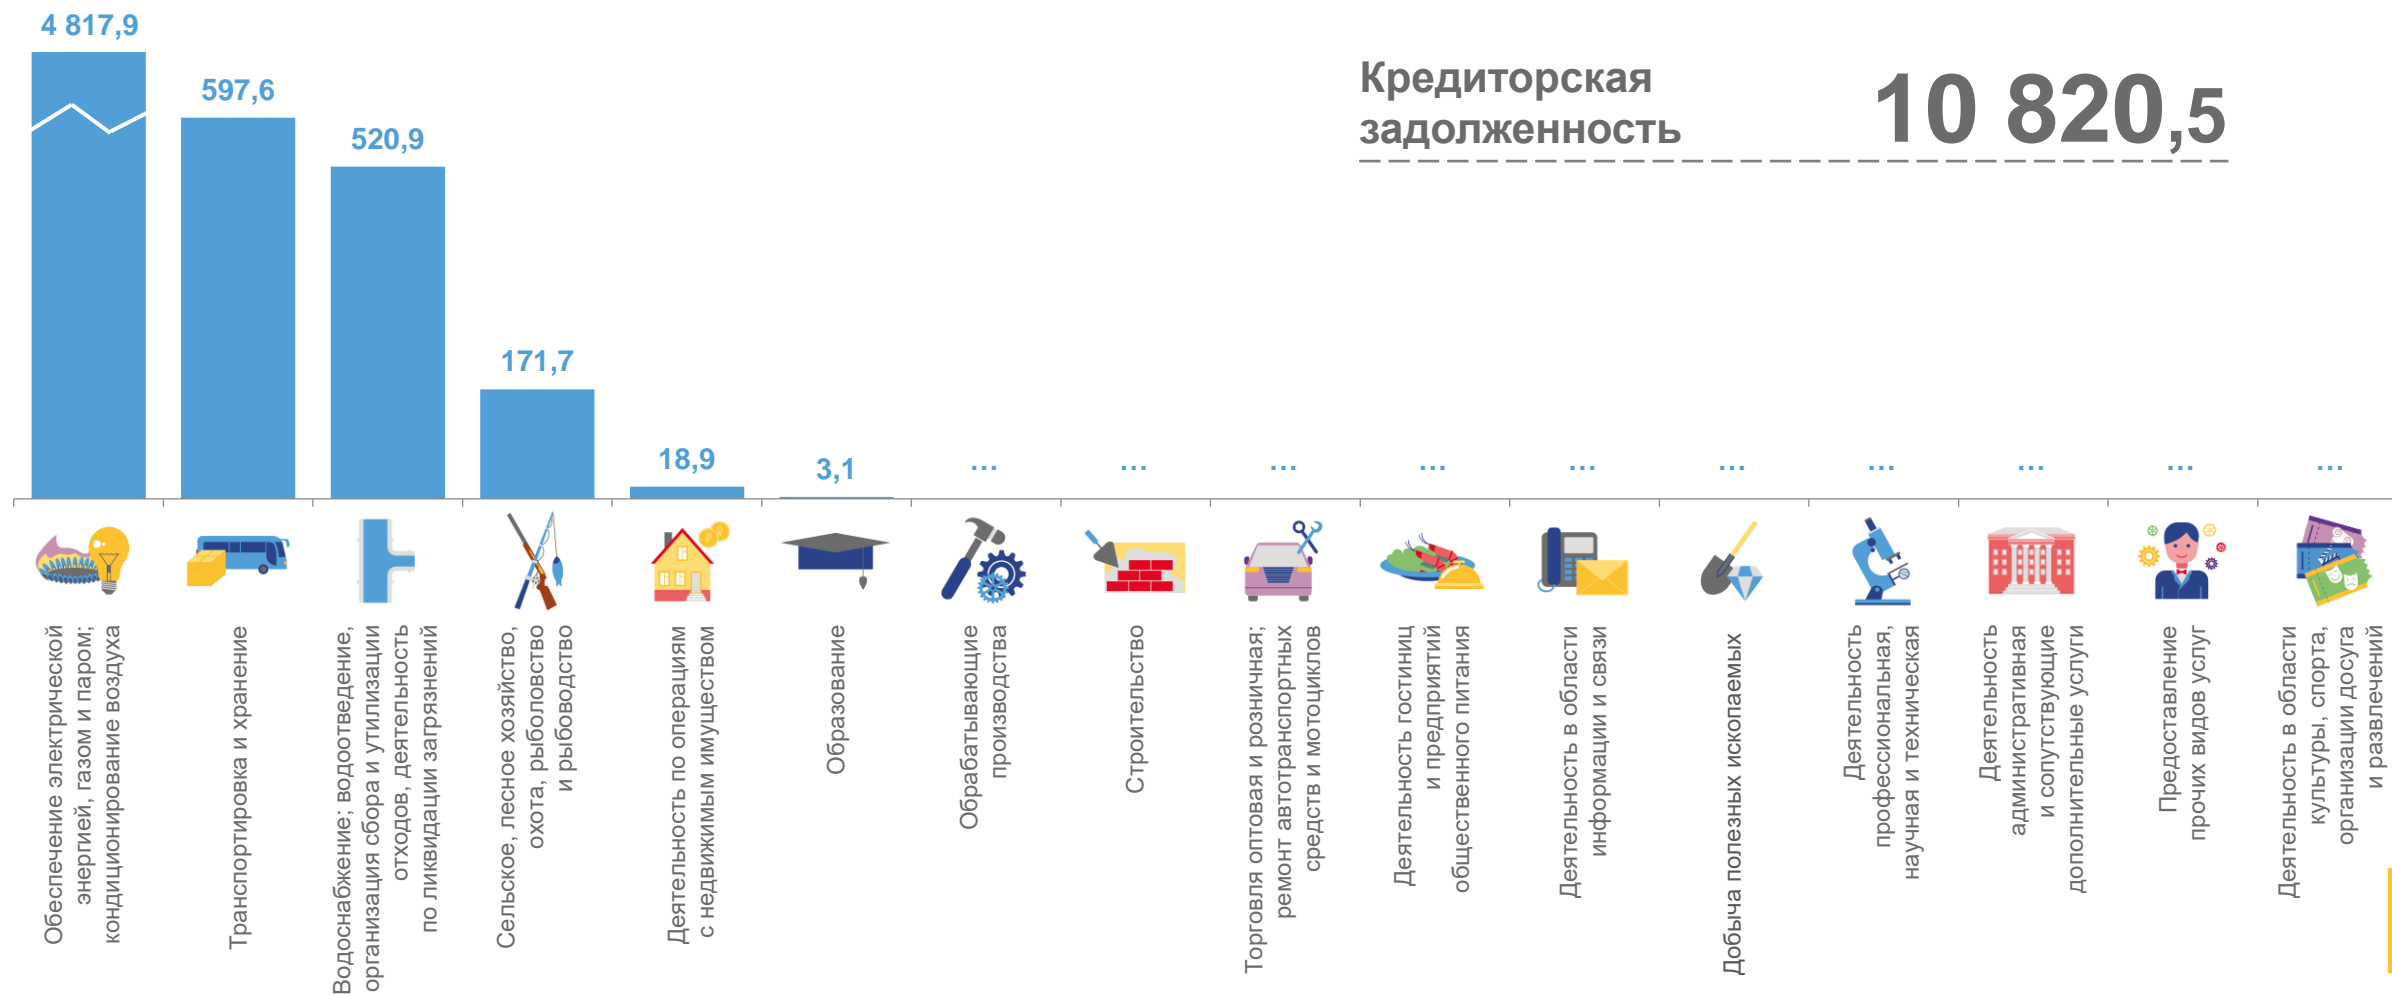 4 817,9
597,6
520,9
171,7
18,9
3,1
...
...
...
...
...
...
...
...
...
...
Кредиторская
задолженность
10 820,5
Обеспечение электрической
энергией, газом и паром;
кондиционирование воздуха
Транспортировка и хранение
Водоснабжение; водоотведение,
организация сбора и утилизации
отходов, деятельность
по ликвидации загрязнений
Сельское, лесное хозяйство,
охота, рыболовство
и рыбоводство
Деятельность по операциям
с недвижимым имуществом
Образование
Обрабатывающие
производства
Строительство
Торговля оптовая и розничная;
ремонт автотранспортных
средств и мотоциклов
Деятельность гостиниц
и предприятий
общественного питания
Деятельность в области
информации и связи
Добыча полезных ископаемых
Деятельность
профессиональная,
научная и техническая
Деятельность
административная
и сопутствующие
дополнительные услуги
Предоставление
прочих видов услуг
Деятельность в области
культуры, спорта,
организации досуга
и развлечений